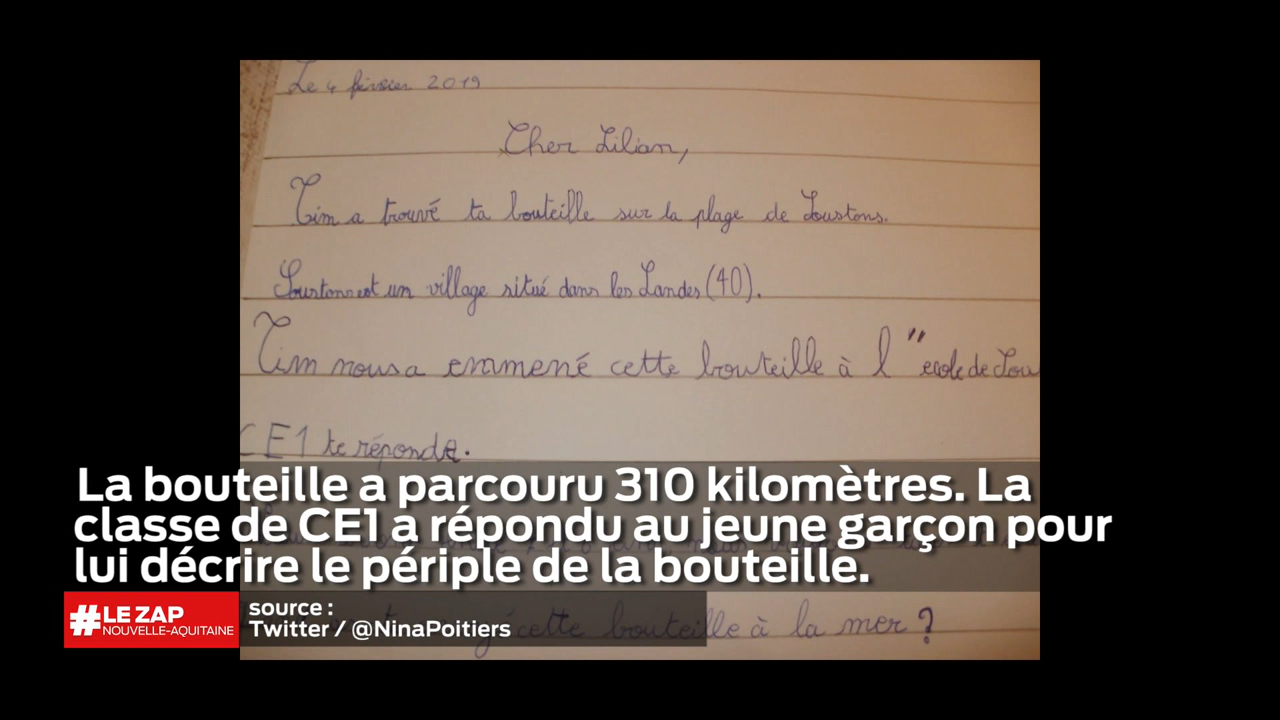 Le 4 février 2019
Cher Lilian,
Tim a trouvé ta bouteille sur la plage de Soustons.
Soustons est un village situé dans les Landes (40).
Tim nous a emmené cette bouteille à l'"ecole de Sou
CE1 te réponde.
La bouteille a parcouru 310 kilomètres. La
classe de CE1 a répondu au jeune garçon pour
lui décrire le périple de la bouteille.
#LE ZAP
NOUVELLE-AQUITAINE
source :
Twitter / @NinaPoitiers
cette bouteille à la mer ?